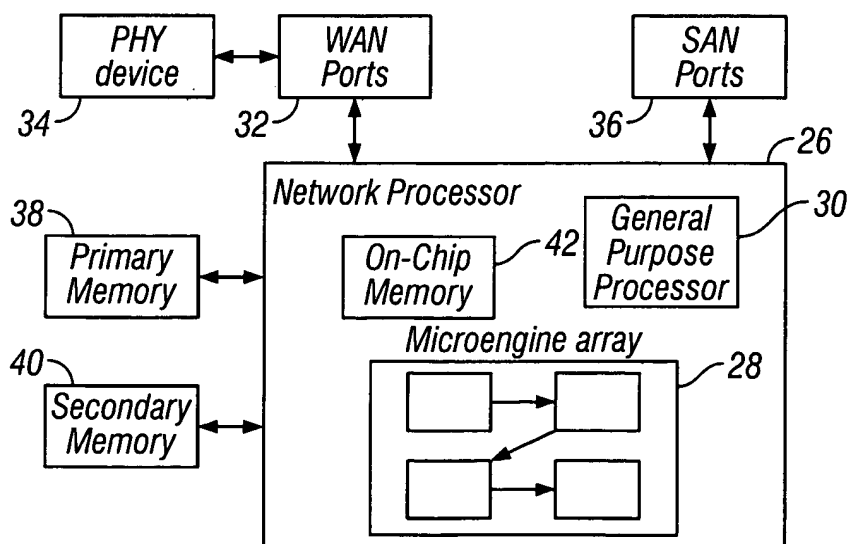 PHY
device
34
WAN
Ports
32
SAN
Ports
36
26
Network Processor
38
Primary
Memory
On-Chip
Memory
42
General
Purpose
Processor
30
Microengine array
40
Secondary
Memory
28